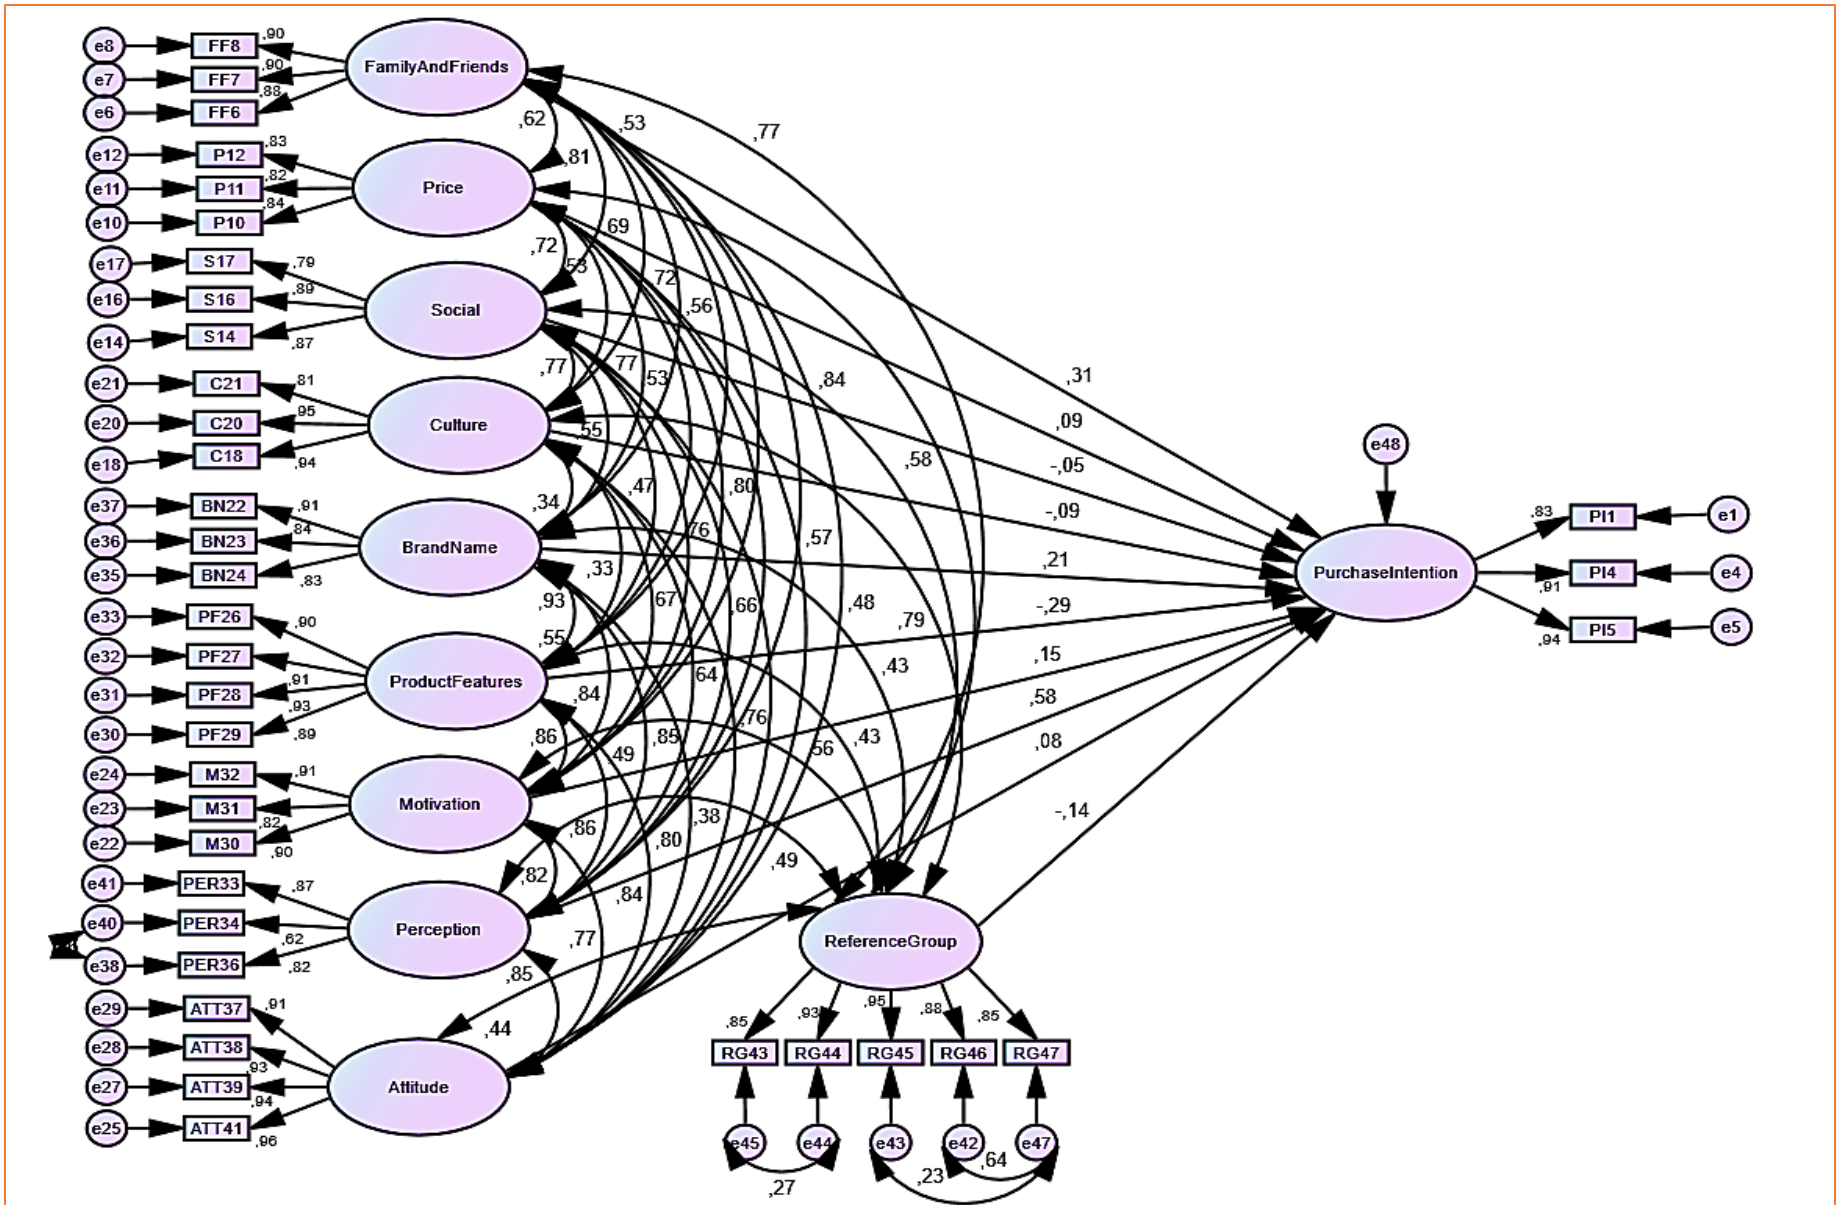 e8 FF8 ,90
e7 FF7 ,90
e6 FF6 ,88
FamilyAndFriends
e12 P12 ,83
e11 P11 ,82
e10 P10 ,84
Price
e17 S17 ,79
e16 S16 ,89
e14 S14 ,87
Social
e21 C21 ,81
e20 C20 ,95
e18 C18 ,94
Culture
e37 BN22 ,91
e36 BN23 ,84
e35 BN24 ,83
BrandName
e33 PF26 ,90
e32 PF27
e31 PF28 ,91
,93
e30 PF29 ,89
ProductFeatures
e24 M32 ,91
e23 M31 ,82
e22 M30 ,90
Motivation
e41 PER33 ,87
e40 PER34 ,62
e38 PER36 ,82
Perception
e29 ATT37 ,91
e28 ATT38 ,93
e27 ATT39 ,94
e25 ATT41 ,96
Attitude
,62 ,53 ,77
,81
,69
,72
,53
,72
,56
,77 ,77
,53
,84
,55
,58
,34 ,47 ,80
,76
,57
,33
,93 ,67 ,66 ,48
,79
,55
,64
,43
,84
,76
,86 ,49 ,85 ,56 ,43
,86 ,80 ,38
,82 ,49
,84
,77
,85
,44
,31
,09
-,05
-,09
,21
-,29
,15
,58
,08
-,14
e48
PurchaseIntention
,83 PI1 e1
,91 PI4 e4
,94 PI5 e5
ReferenceGroup
,85 ,93 ,95 ,88 ,85
RG43 RG44 RG45 RG46 RG47
e45 e44 e43 e42 e47
,27 ,23 ,64